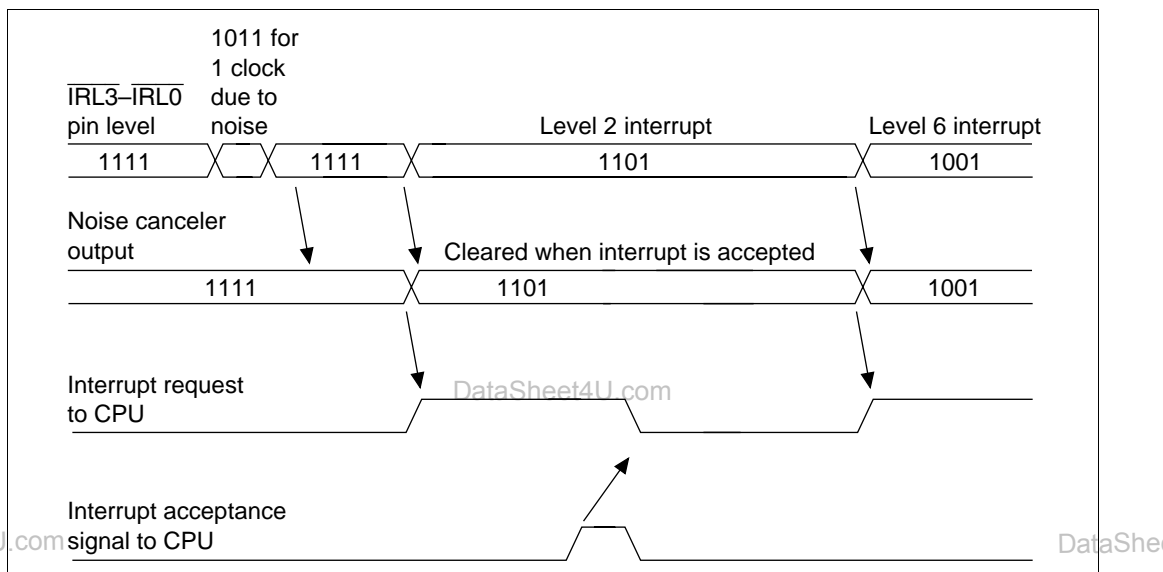 1011 for
1 clock
due to
noise
IRL3–IRL0
pin level
Level 2 interrupt
Level 6 interrupt
1111
1111
1101
1001
Noise canceler
output
Cleared when interrupt is accepted
1111
1101
1001
Interrupt request
to CPU
DataSheet4U.com
Interrupt acceptance
signal to CPU
U.com
DataShe